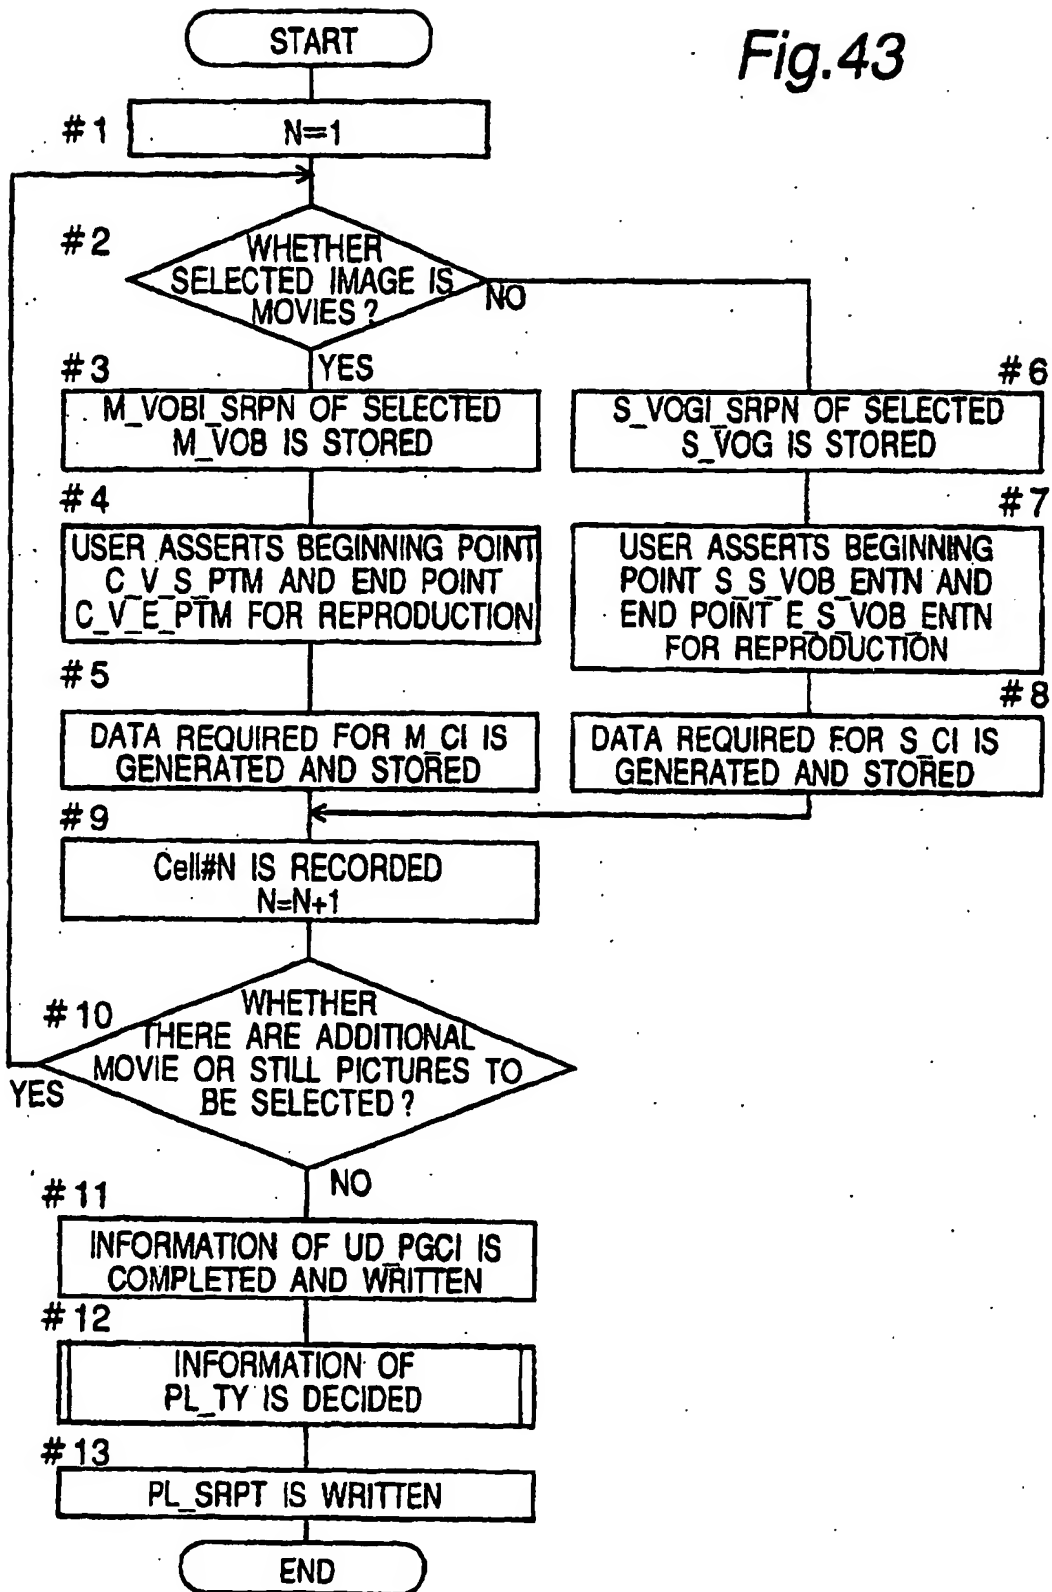 START
Fig.43
#1
N=1
#2
WHETHER
SELECTED IMAGE IS
MOVIES?
NO
YES
#3
M_VOBI_SRPN OF SELECTED
M_VOB IS STORED
#6
S_VOGI_SRPN OF SELECTED
S_VOG IS STORED
#4
USER ASSERTS BEGINNING POINT
C_V_S_PTM AND END POINT
C_V_E_PTM FOR REPRODUCTION
#7
USER ASSERTS BEGINNING
POINT S_S_VOB_ENTN AND
END POINT E_S_VOB_ENTN
FOR REPRODUCTION
#5
DATA REQUIRED FOR M_CI IS
GENERATED AND STORED
#8
DATA REQUIRED FOR S_CI IS
GENERATED AND STORED
#9
Cell#N IS RECORDED
N=N+1
#10
WHETHER
THERE ARE ADDITIONAL
MOVIE OR STILL PICTURES TO
BE SELECTED?
YES
NO
#11
INFORMATION OF UD_PGCI IS
COMPLETED AND WRITTEN
#12
INFORMATION OF
PL_TY IS DECIDED
#13
PL_SRPT IS WRITTEN
END